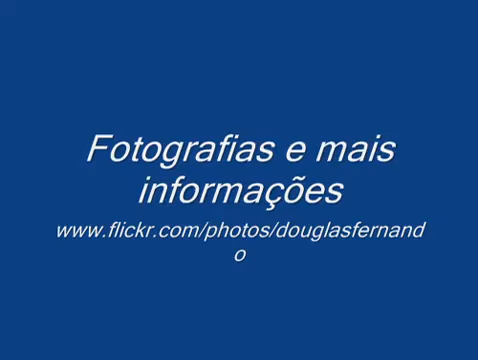 Fotografias e mais
informações
www.flickr.com/photos/douglasfernand
o